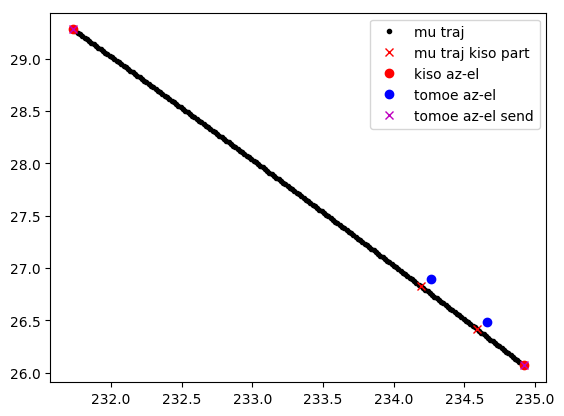 mu traj
mu traj kiso part
kiso az-el
tomoe az-el
tomoe az-el send
29.0
28.5
28.0
27.5
27.0
26.5
26.0
232.0 232.5 233.0 233.5 234.0 234.5 235.0